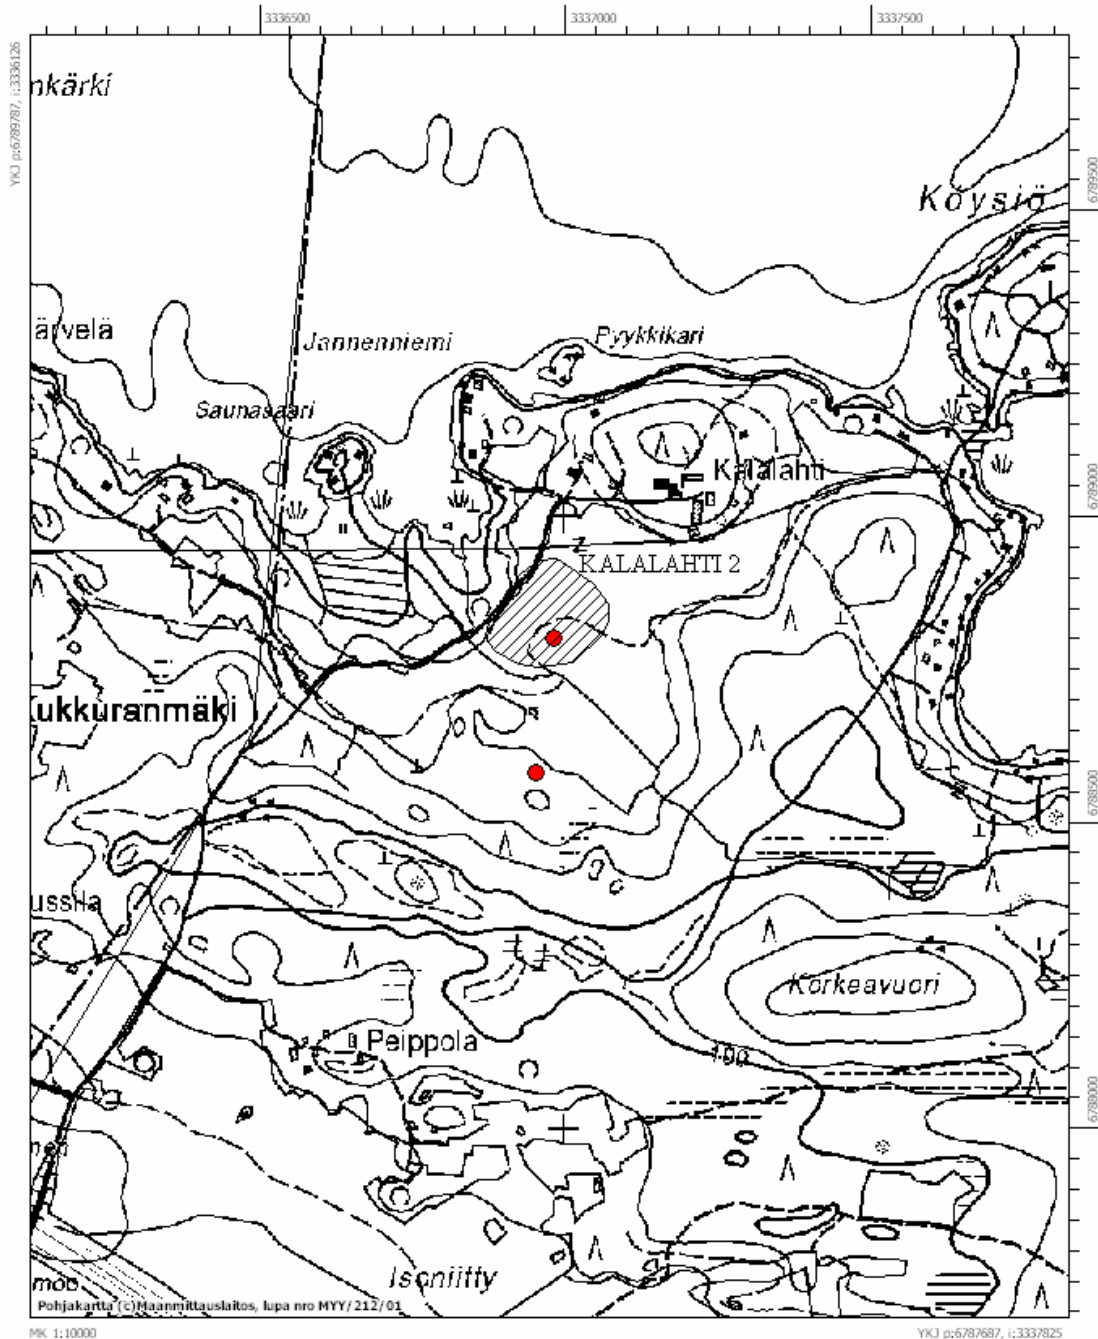 3336500
3337000
3337500
YKJ p:6789787, i:3336126
nkärki
6789500
Köysiö
ärvelä
Jannenniemi
Pyykkikari
Saunasaari
Kalalahti
6789000
Z
KALALAHTI 2
ukkuranmäki
6788500
ussila
Korkeavuori
Peippola
100
6788000
Isoniitty
Pohjakartta (c)Maanmittauslaitos, lupa nro MYY/212/01
MK 1:10000
YKJ p:6787687, i:3337825